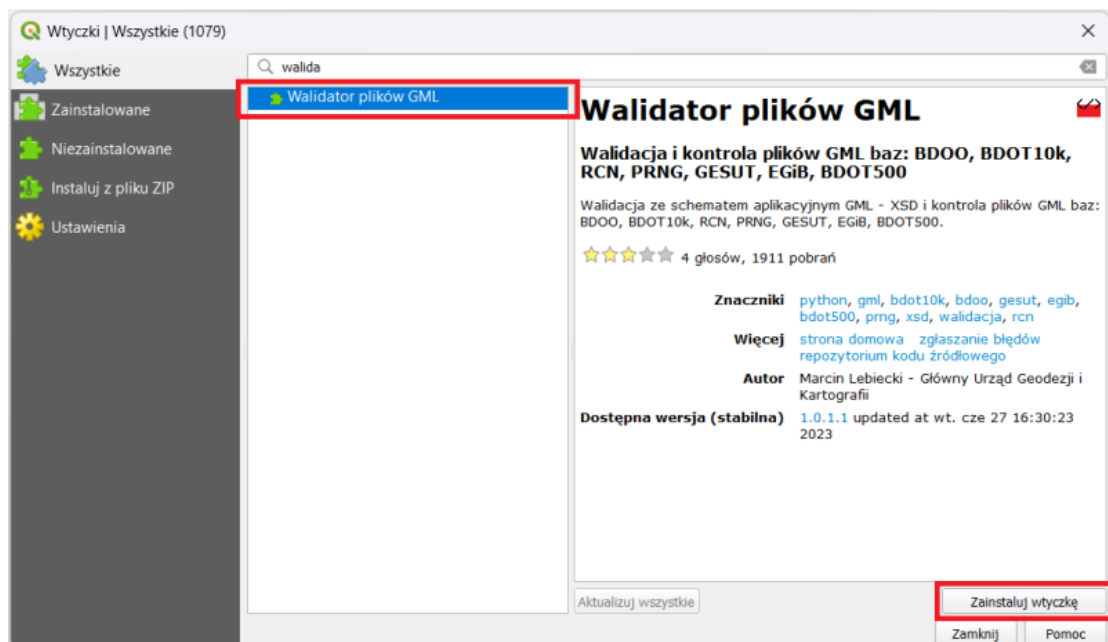 Wtyczki | Wszystkie (1079)
Wszystkie
Zainstalowane
Niezainstalowane
Instaluj z pliku ZIP
Ustawienia
walida
Walidator plików GML
Walidator plików GML
Walidacja i kontrola plików GML baz: BDOO, BDOT10k,
RCN, PRNG, GESUT, EGiB, BDOT500
Walidacja ze schematem aplikacyjnym GML - XSD i kontrola plików GML baz:
BDOO, BDOT10k, RCN, PRNG, GESUT, EGiB, BDOT500.
4 głosów, 1911 pobrań
Znaczniki python, gml, bdot10k, bdoo, gesut, egib,
bdot500, prng, xsd, walidacja, rcn
Więcej strona domowa zgłaszanie błędów
repozytorium kodu źródłowego
Autor Marcin Lebiecki - Główny Urząd Geodezji i
Kartografii
Dostępna wersja (stabilna) 1.0.1.1 updated at wt. cze 27 16:30:23
2023
Aktualizuj wszystkie
Zainstaluj wtyczkę
Zamknij
Pomoc